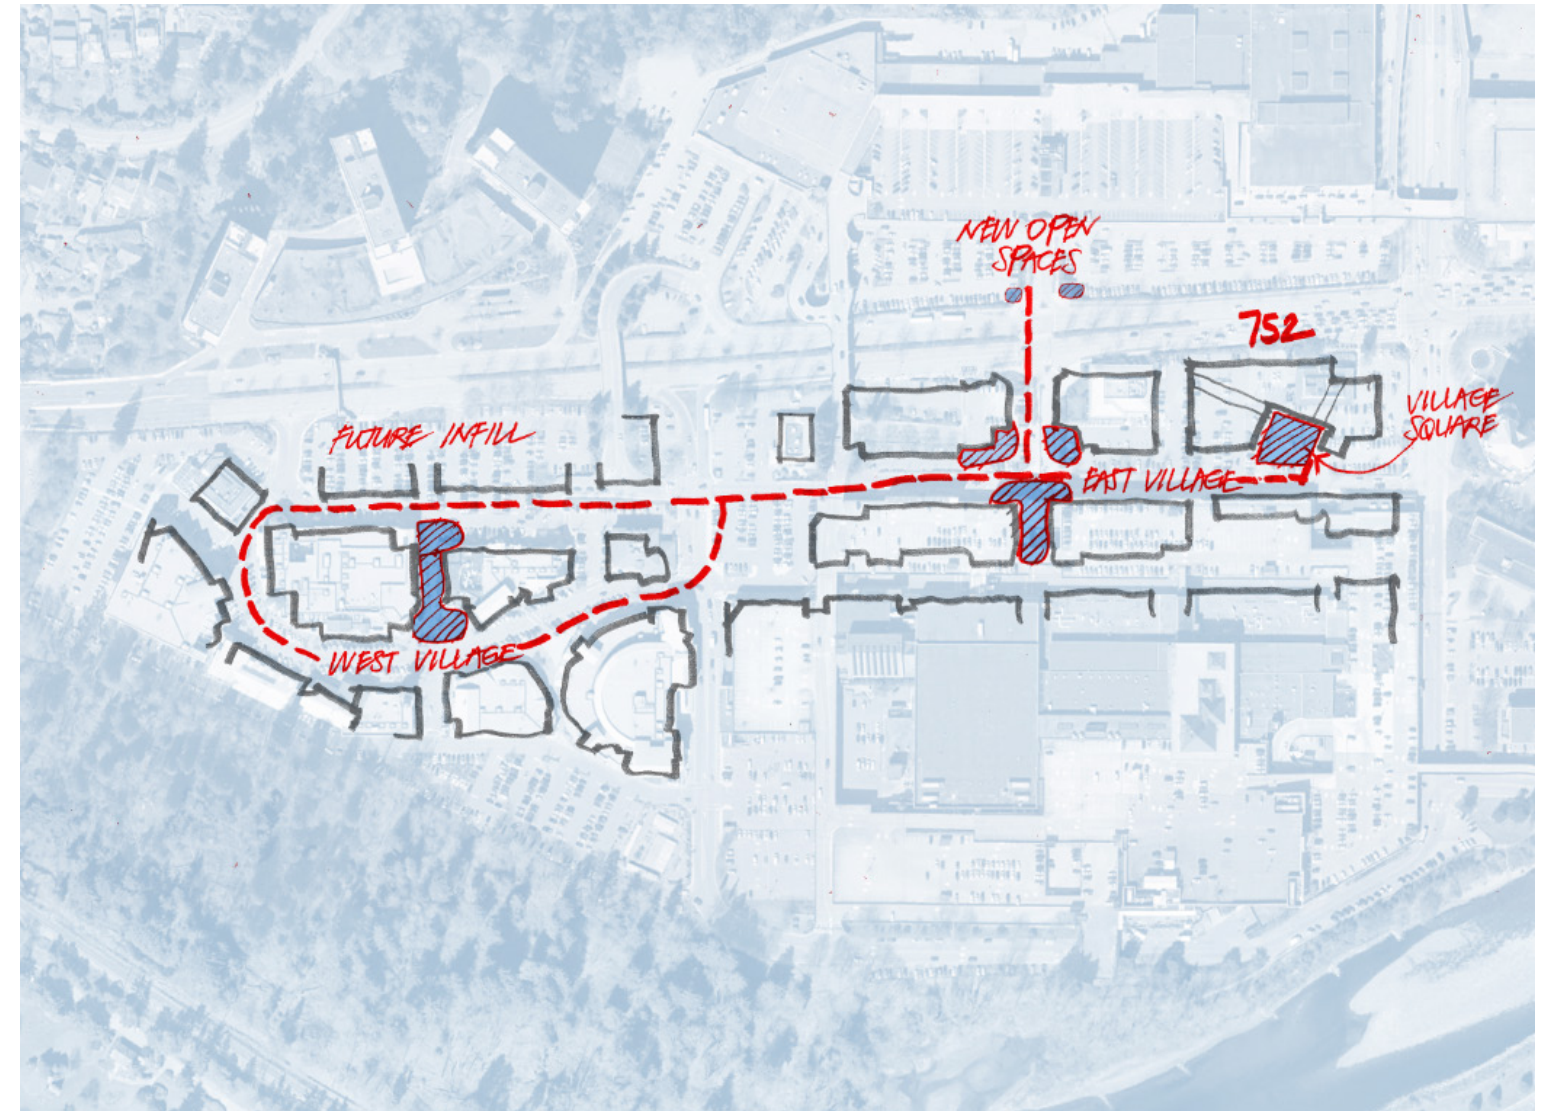 NEW OPEN
SPACES
752
VILLAGE
SQUARE
FUTURE INFILL
EAST VILLAGE
WEST VILLAGE